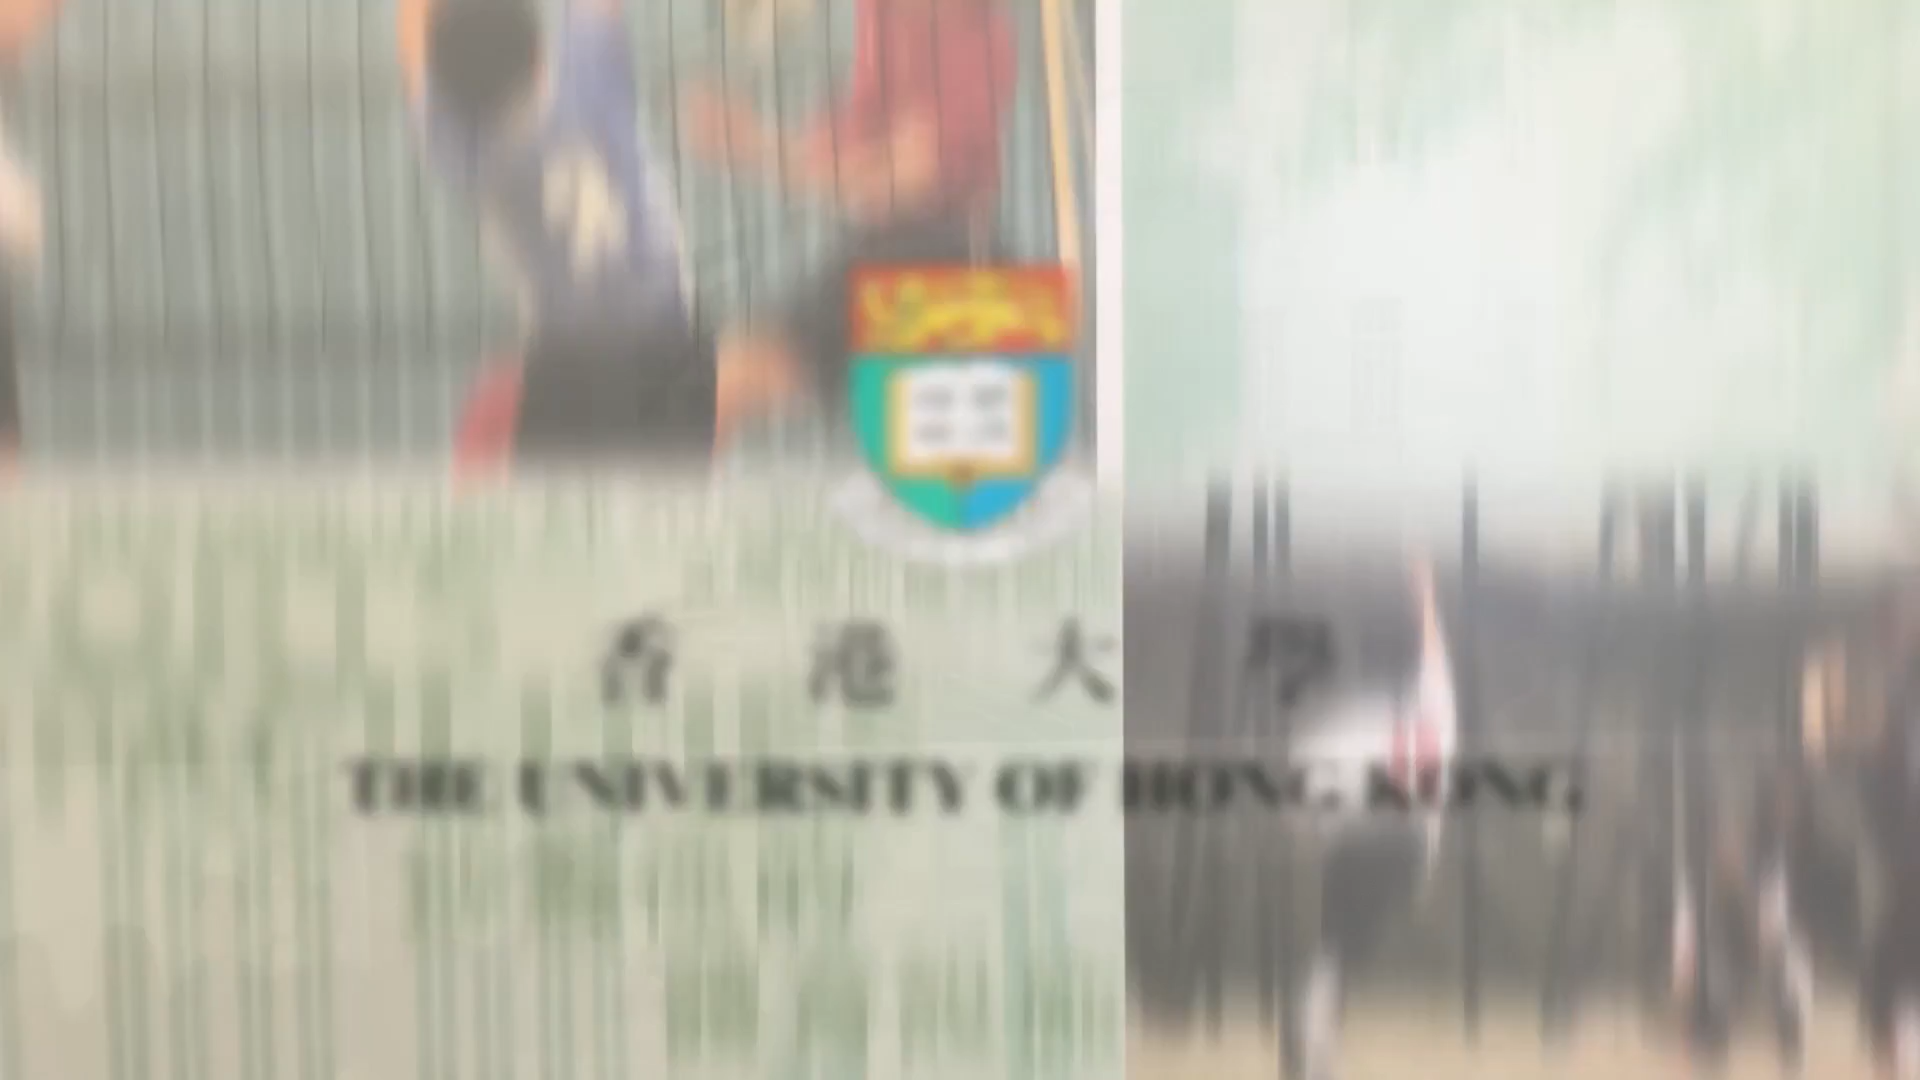 香港大學
THE UNIVERSITY OF HONG KONG